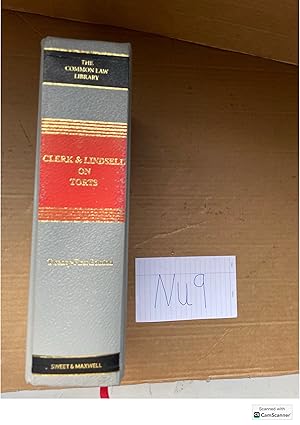 THE
COMMON LAW
LIBRARY
CLERK & LINDSELL
ON
TORTS
SWEET & MAXWELL
NU9
Scanned with
CamScanner